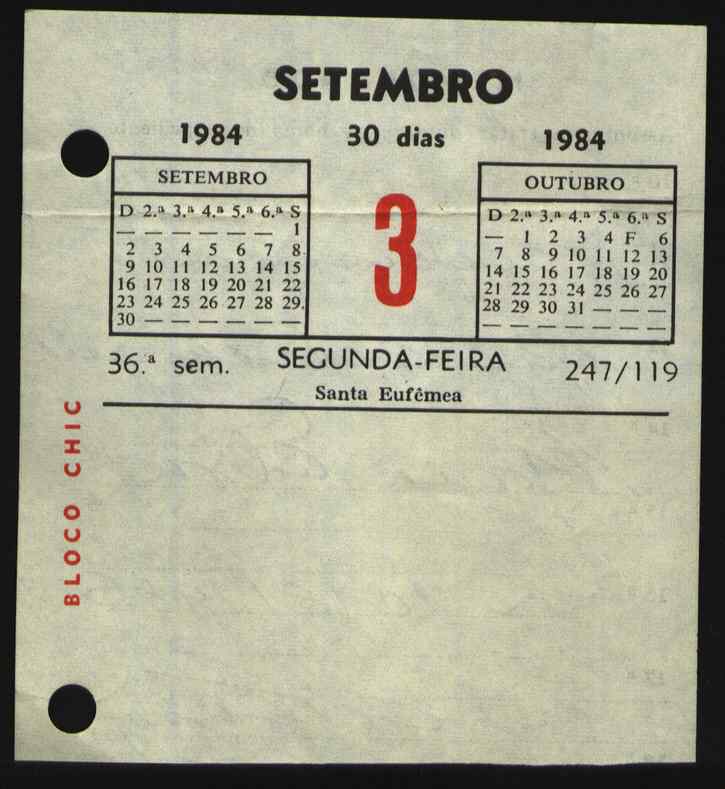 SETEMBRO
1984 30 dias 1984
SETEMBRO
D 2.ª 3.ª 4.ª 5.ª 6.ª S
— — — — — — 1
2 3 4 5 6 7 8
9 10 11 12 13 14 15
16 17 18 19 20 21 22
23 24 25 26 27 28 29
30 — — — — — —
3
OUTUBRO
D 2.ª 3.ª 4.ª 5.ª 6.ª S
— 1 2 3 4 F 6
7 8 9 10 11 12 13
14 15 16 17 18 19 20
21 22 23 24 25 26 27
28 29 30 31 — — —
— — — — — — —
36.ª sem. SEGUNDA-FEIRA 247/119
Santa Eufêmea
BLOCO CHIC